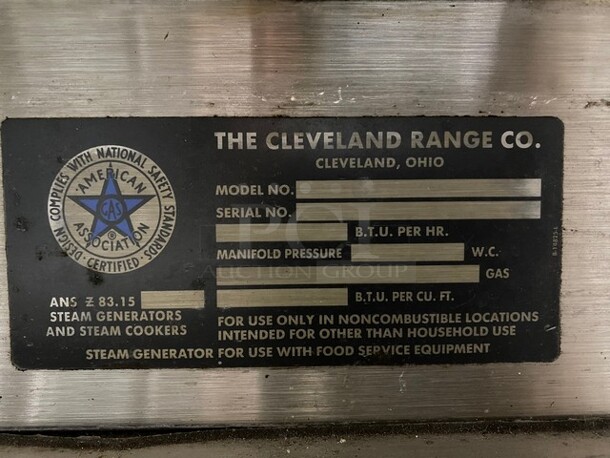 THE CLEVELAND RANGE CO.
CLEVELAND, OHIO
DESIGN COMPLIES WITH NATIONAL SAFETY STANDARDS
CERTIFIED
AMERICAN
GAS
ASSOCIATION
MODEL NO.
SERIAL NO.
B.T.U. PER HR.
MANIFOLD PRESSURE W.C.
GAS
ANS Z 83.15 B.T.U. PER CU. FT.
STEAM GENERATORS
AND STEAM COOKERS
FOR USE ONLY IN NONCOMBUSTIBLE LOCATIONS
INTENDED FOR OTHER THAN HOUSEHOLD USE
STEAM GENERATOR FOR USE WITH FOOD SERVICE EQUIPMENT
PCI
AUCTION GROUP